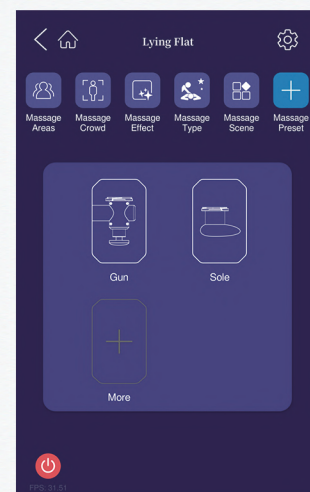 Lying Flat
Massage Areas
Massage Crowd
Massage Effect
Massage Type
Massage Scene
Massage Preset
Gun
Sole
More
FPS: 31:51